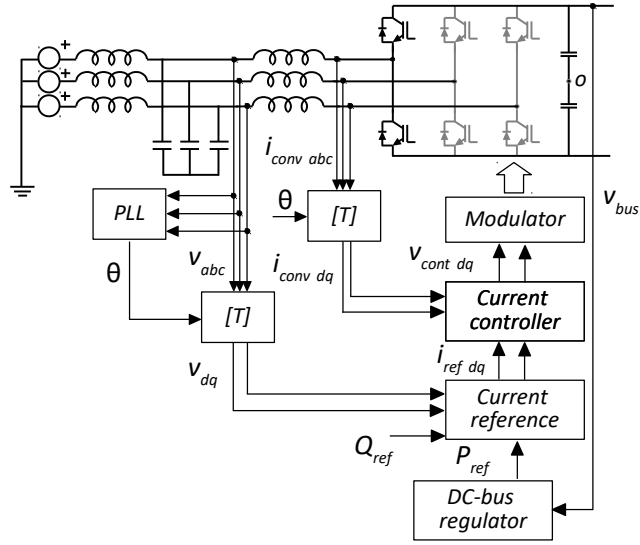 +
+
+
o
i conv abc
v bus
PLL
θ
[T]
Modulator
θ
v abc
i conv dq
v cont dq
[T]
Current
controller
v dq
i ref dq
Current
reference
Q ref
P ref
DC-bus
regulator